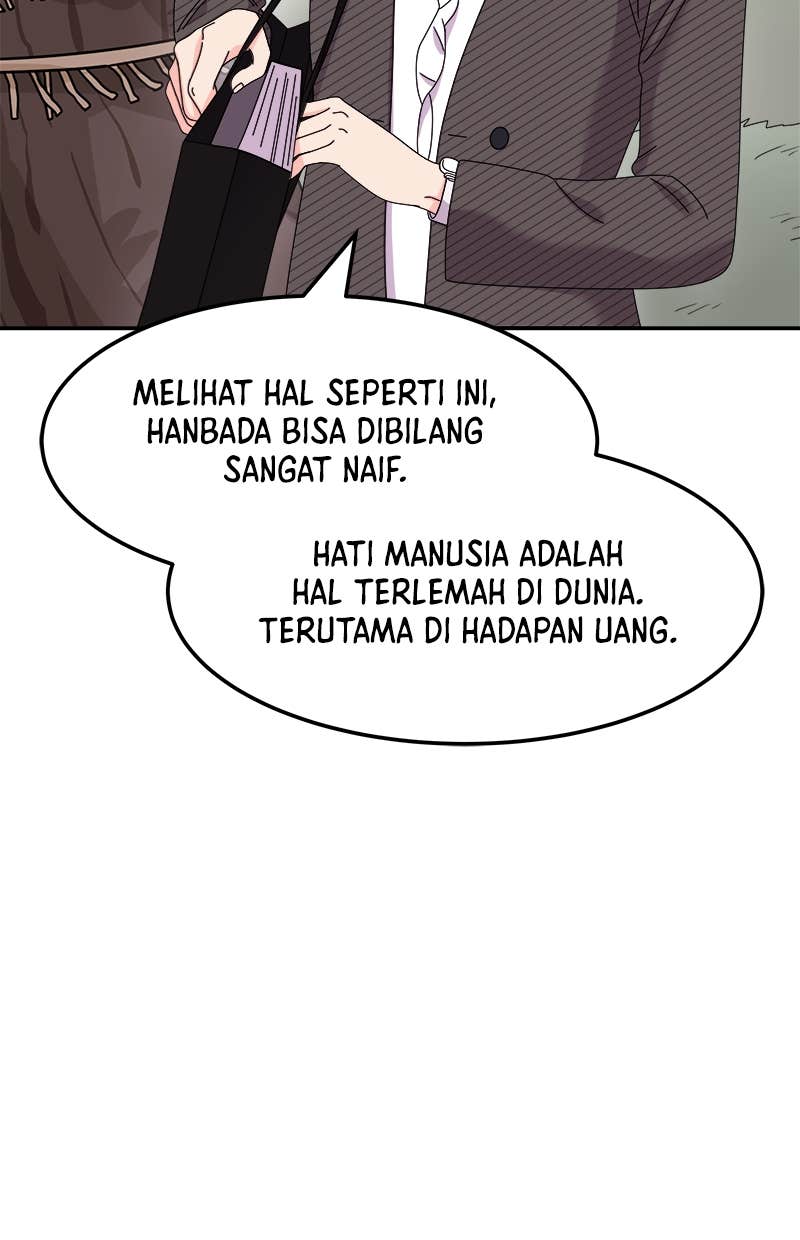 MELIHAT HAL SEPERTI INI,
HANBADA BISA DIBILANG
SANGAT NAIF.
HATI MANUSIA ADALAH
HAL TERLEMAH DI DUNIA.
TERUTAMA DI HADAPAN UANG.